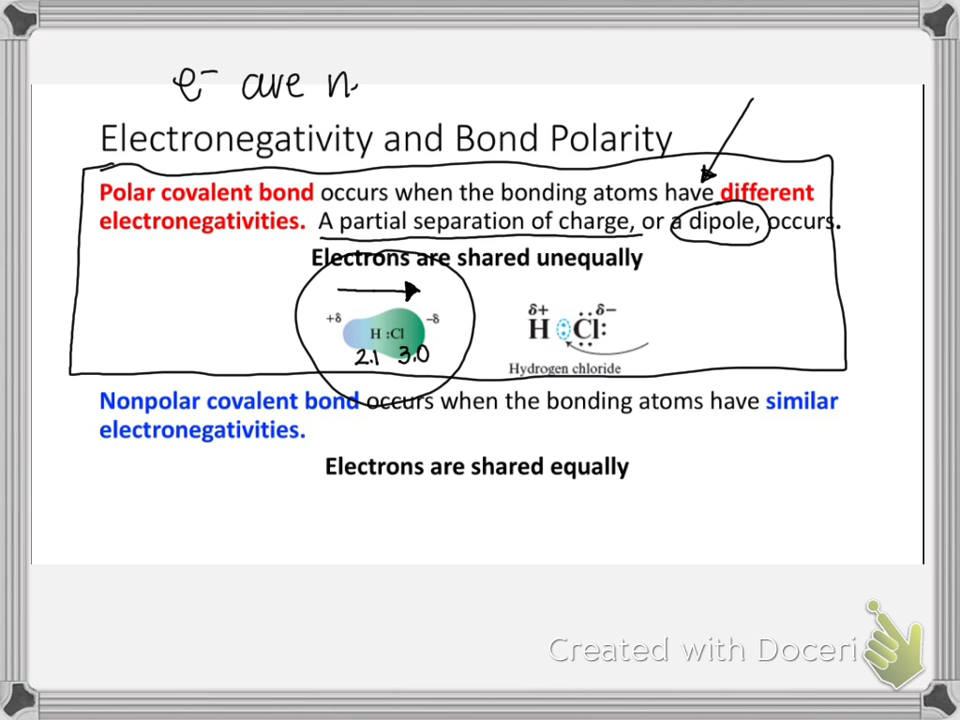 e⁻ are n
Electronegativity and Bond Polarity
Polar covalent bond occurs when the bonding atoms have different
electronegativities. A partial separation of charge, or a dipole, occurs.
Electrons are shared unequally
+δ −δ
H :Cl
2.1 3.0
δ+ δ−
H :Cl:
Hydrogen chloride
Nonpolar covalent bond occurs when the bonding atoms have similar
electronegativities.
Electrons are shared equally
Created with Doceri